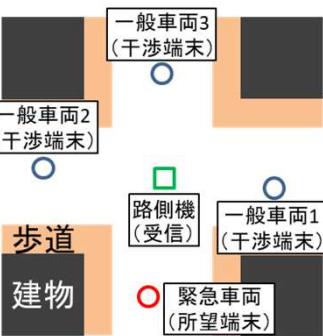 一般車両3
（干渉端末）
一般車両2
干渉端末）
路側機
（受信）
一般車両1
（干渉端末）
歩道
建物
緊急車両
（所望端末）